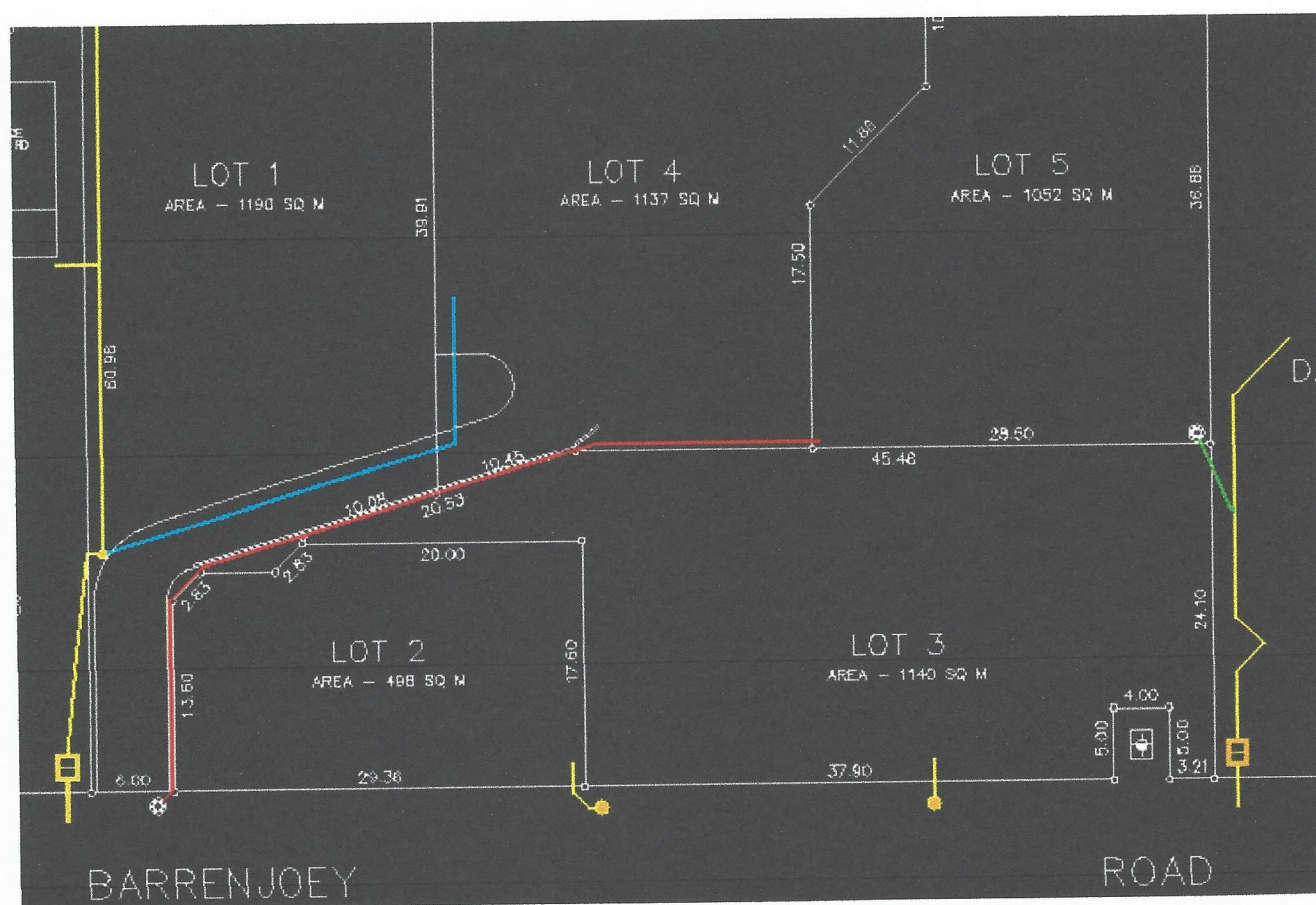 LOT 1
AREA - 1190 SQ M
LOT 4
AREA - 1137 SQ M
LOT 5
AREA - 1052 SQ M
11.88
39.81
36.88
17.50
60.96
D
28.60
45.46
10.45
10.08
20.53
20.00
2.83
2.83
24.10
LOT 2
AREA - 498 SQ M
LOT 3
AREA - 1140 SQ M
17.60
13.60
4.00
5.00
5.00
3.21
6.00
29.36
37.90
BARRENJOEY
ROAD